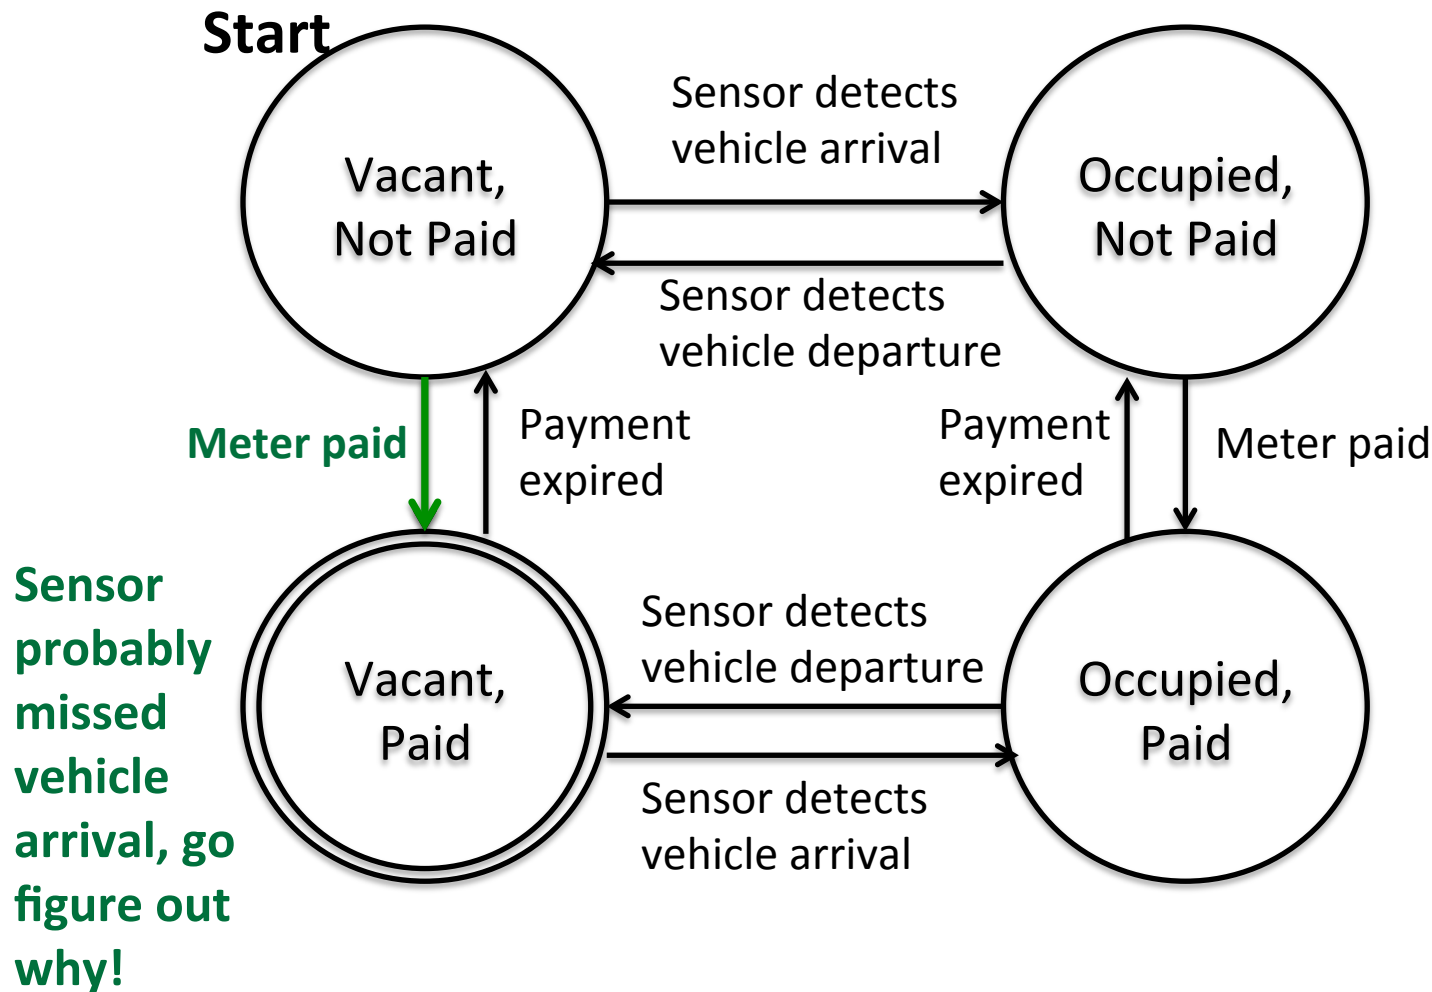 Start
Sensor detects
vehicle arrival
Vacant,
Not Paid
Occupied,
Not Paid
Sensor detects
vehicle departure
Meter paid
Payment
expired
Payment
expired
Meter paid
Sensor
probably
missed
vehicle
arrival, go
figure out
why!
Sensor detects
vehicle departure
Vacant,
Paid
Occupied,
Paid
Sensor detects
vehicle arrival